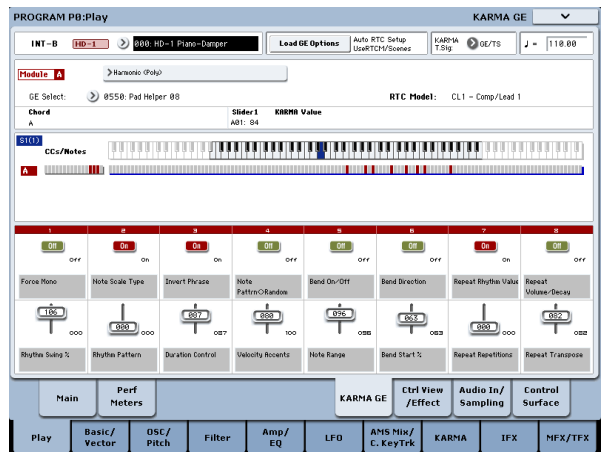 PROGRAM P0:Play KARMA GE
INT-B HD-1 000: HD-1 Piano-Damper Load GE Options Auto RTC Setup UseRTCM/Scenes KARMA T.Sig: GE/TS ♩= 110.00
Module A Harmonic (Poly)
GE Select: 0550: Pad Helper 08 RTC Model: CL1 - Comp/Lead 1
Chord Slider1 KARMA Value
A A01: 84
S1(1)
CCs/Notes
A
1 2 3 4 5 6 7 8
Off On On Off Off Off On Off
Off On On Off Off Off On Off
Force Mono Note Scale Type Invert Phrase Note Pattrn<>Random Bend On/Off Bend Direction Repeat Rhythm Value Repeat Volume/Decay
106 000 087 080 096 063 000 082
000 000 087 100 096 063 000 082
Rhythm Swing % Rhythm Pattern Duration Control Velocity Accents Note Range Bend Start % Repeat Repetitions Repeat Transpose
Main Perf Meters KARMA GE Ctrl View /Effect Audio In/ Sampling Control Surface
Play Basic/ Vector OSC/ Pitch Filter Amp/ EQ LFO AMS Mix/ C.KeyTrk KARMA IFX MFX/TFX